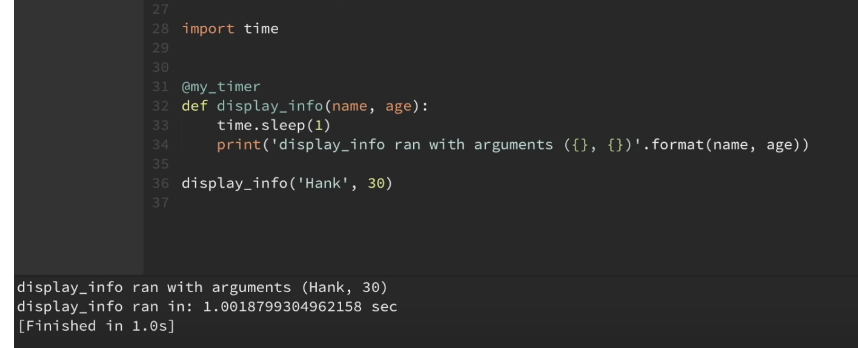 27
28 import time
29
30
31 @my_timer
32 def display_info(name, age):
33     time.sleep(1)
34     print('display_info ran with arguments ({}, {})'.format(name, age))
35
36 display_info('Hank', 30)
37
display_info ran with arguments (Hank, 30)
display_info ran in: 1.0018799304962158 sec
[Finished in 1.0s]